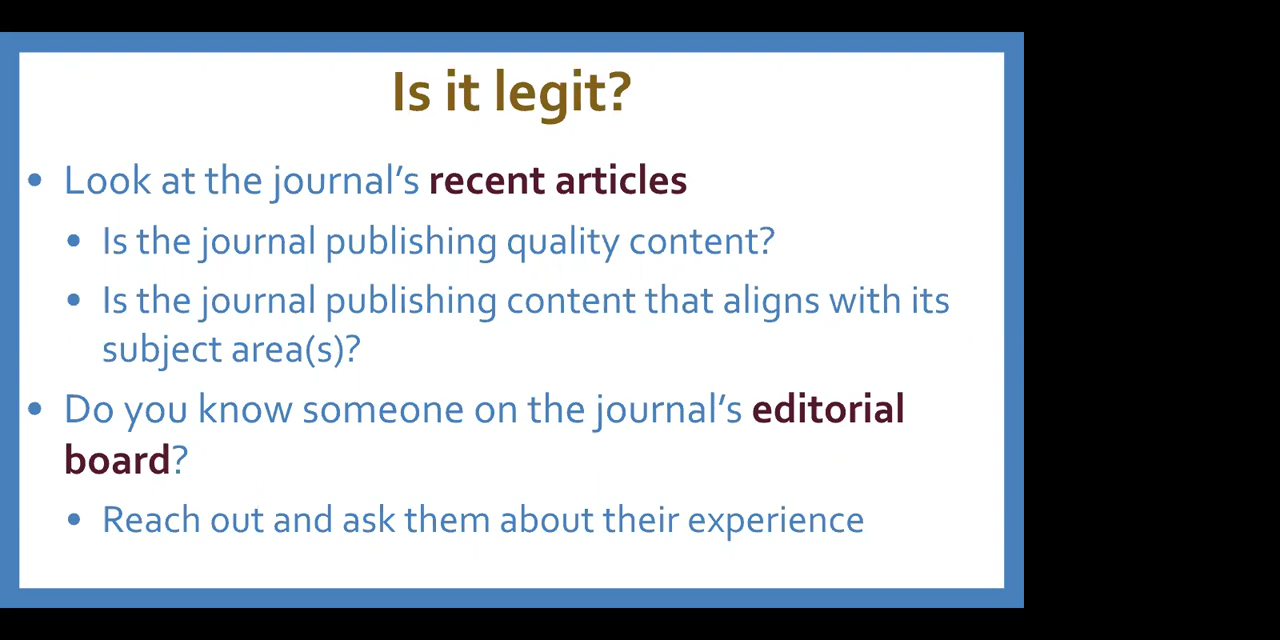 Is it legit?
• Look at the journal’s recent articles
• Is the journal publishing quality content?
• Is the journal publishing content that aligns with its
subject area(s)?
• Do you know someone on the journal’s editorial
board?
• Reach out and ask them about their experience